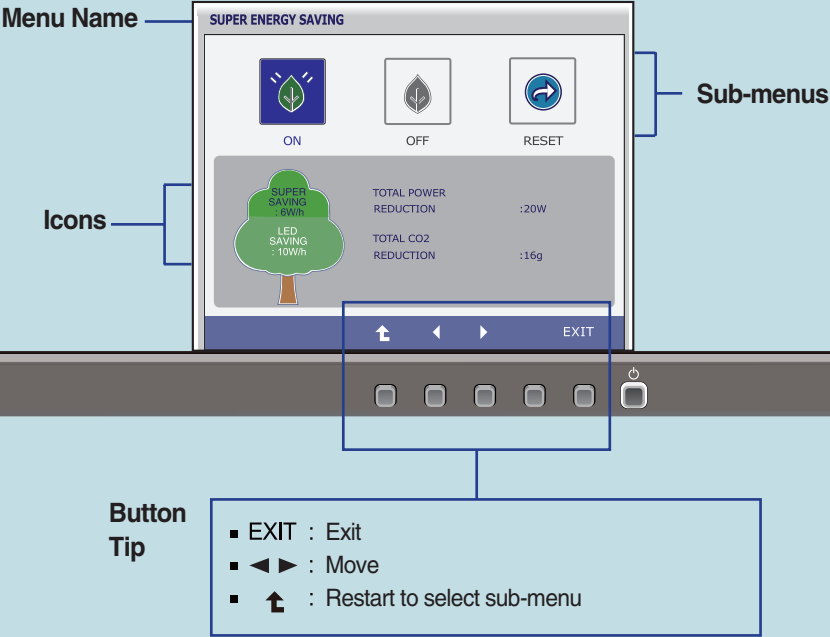 Menu Name
SUPER ENERGY SAVING
Sub-menus
ON
OFF
RESET
Icons
SUPER
SAVING
: 6W/h
LED
SAVING
: 10W/h
TOTAL POWER
REDUCTION :20W
TOTAL CO2
REDUCTION :16g
EXIT
Button
Tip
EXIT : Exit
◄ ► : Move
: Restart to select sub-menu